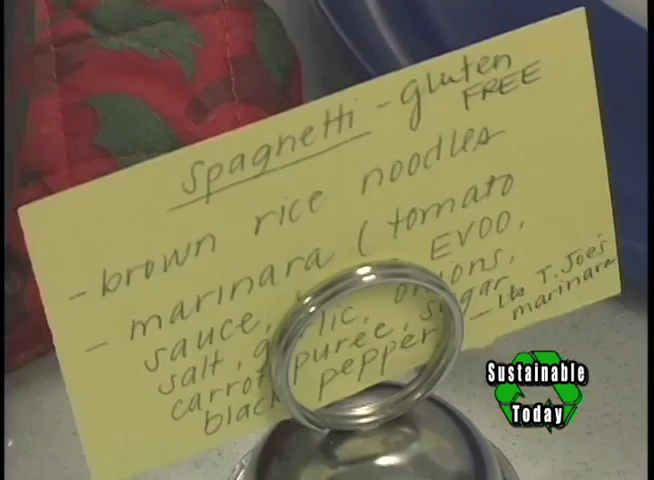 Spaghetti - gluten
FREE
- brown rice noodles
- marinara (tomato
sauce, EVOO,
salt, garlic, onions,
carrot puree, sugar
black pepper
T. Joe's
marinara
Sustainable
Today